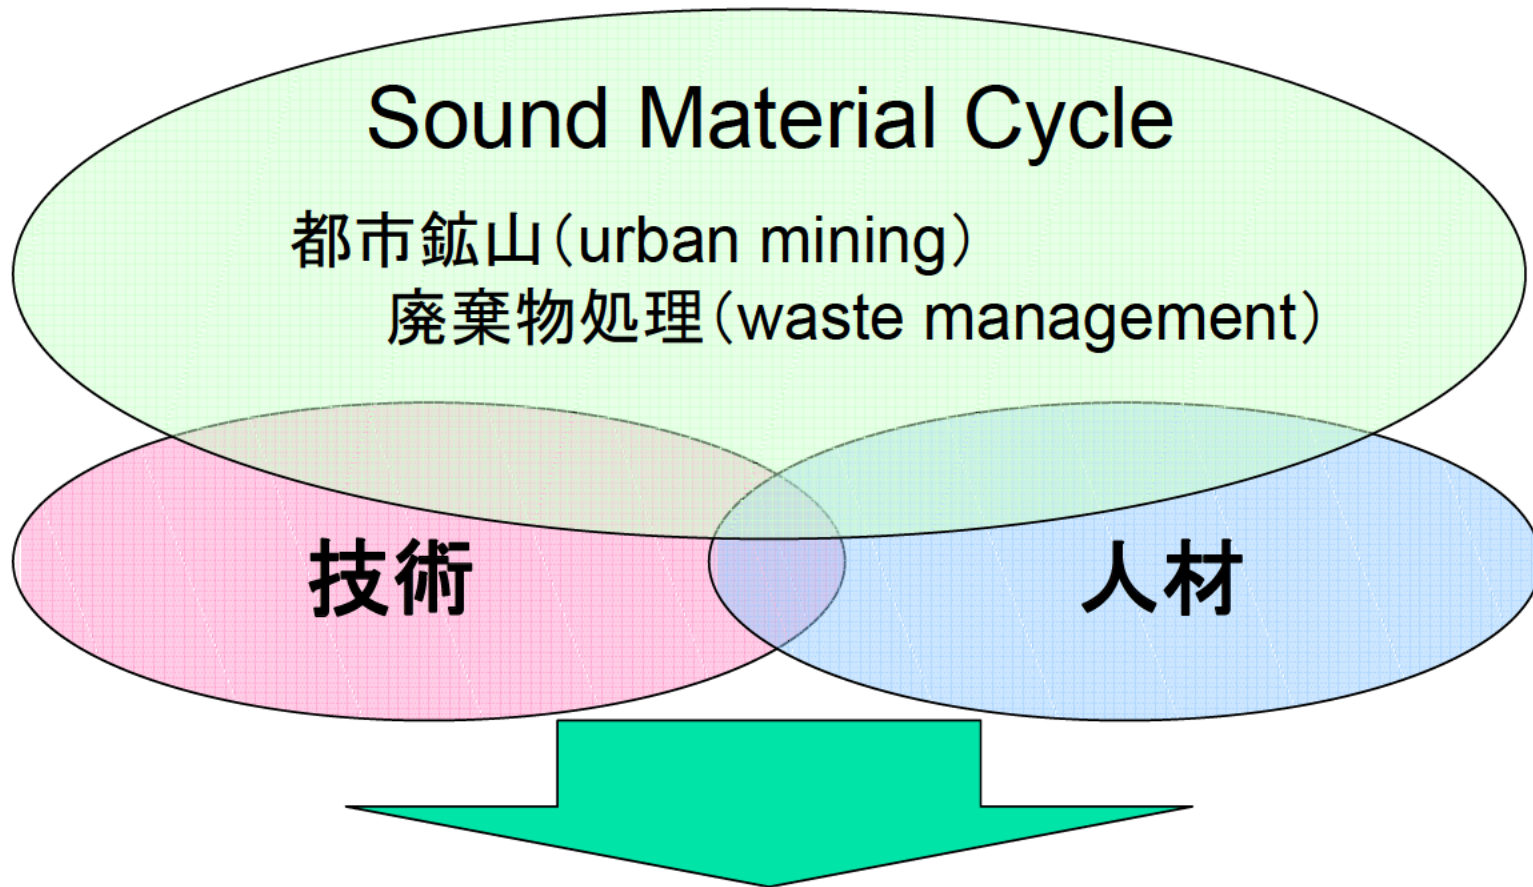 Sound Material Cycle
都市鉱山（urban mining）
廃棄物処理（waste management）
技術
人材